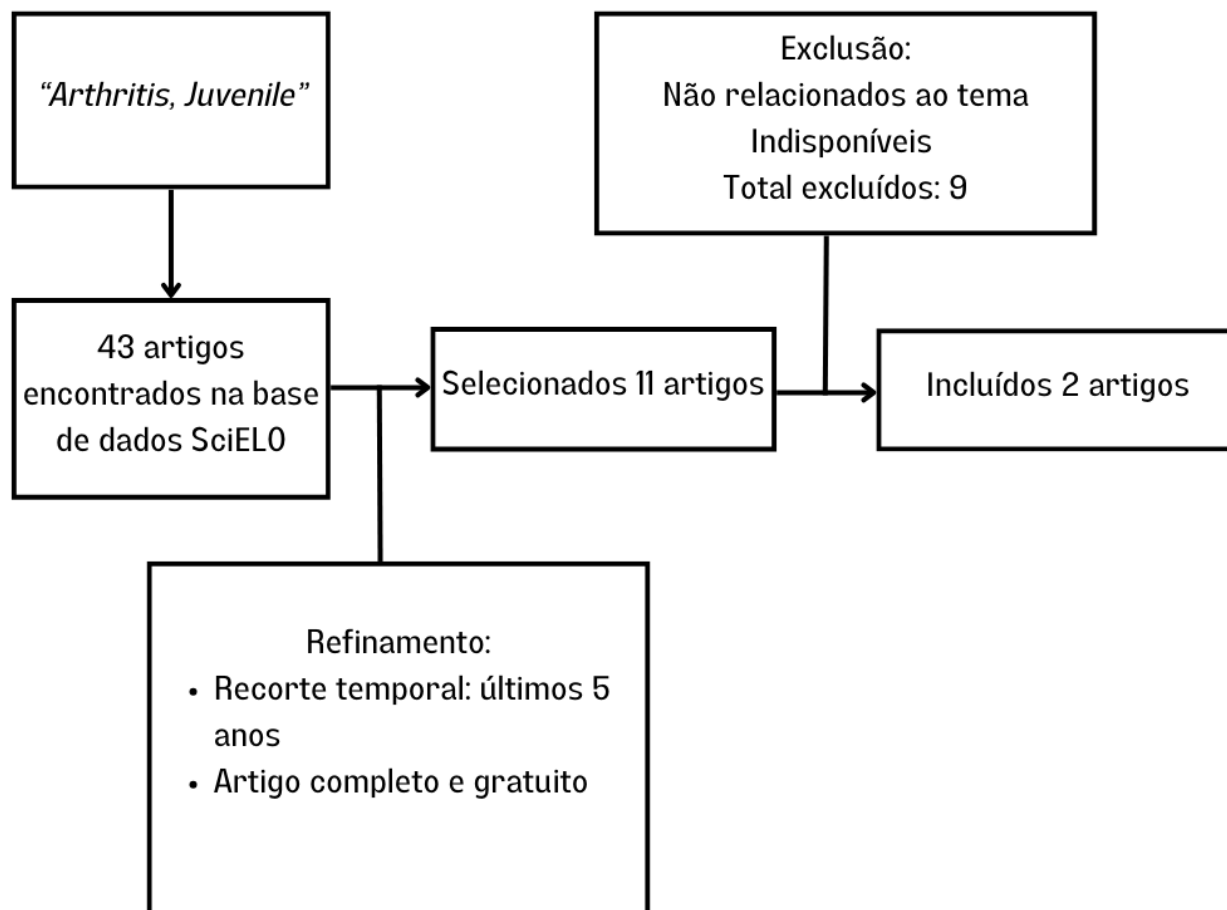 “Arthritis, Juvenile”
Exclusão:
Não relacionados ao tema
Indisponíveis
Total excluídos: 9
43 artigos
encontrados na base
de dados SciELO
Selecionados 11 artigos
Incluídos 2 artigos
Refinamento:
• Recorte temporal: últimos 5
anos
• Artigo completo e gratuito